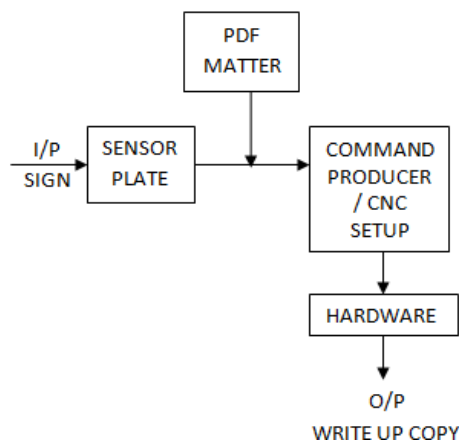 PDF
MATTER
I/P
SIGN
SENSOR
PLATE
COMMAND
PRODUCER
/ CNC
SETUP
HARDWARE
O/P
WRITE UP COPY